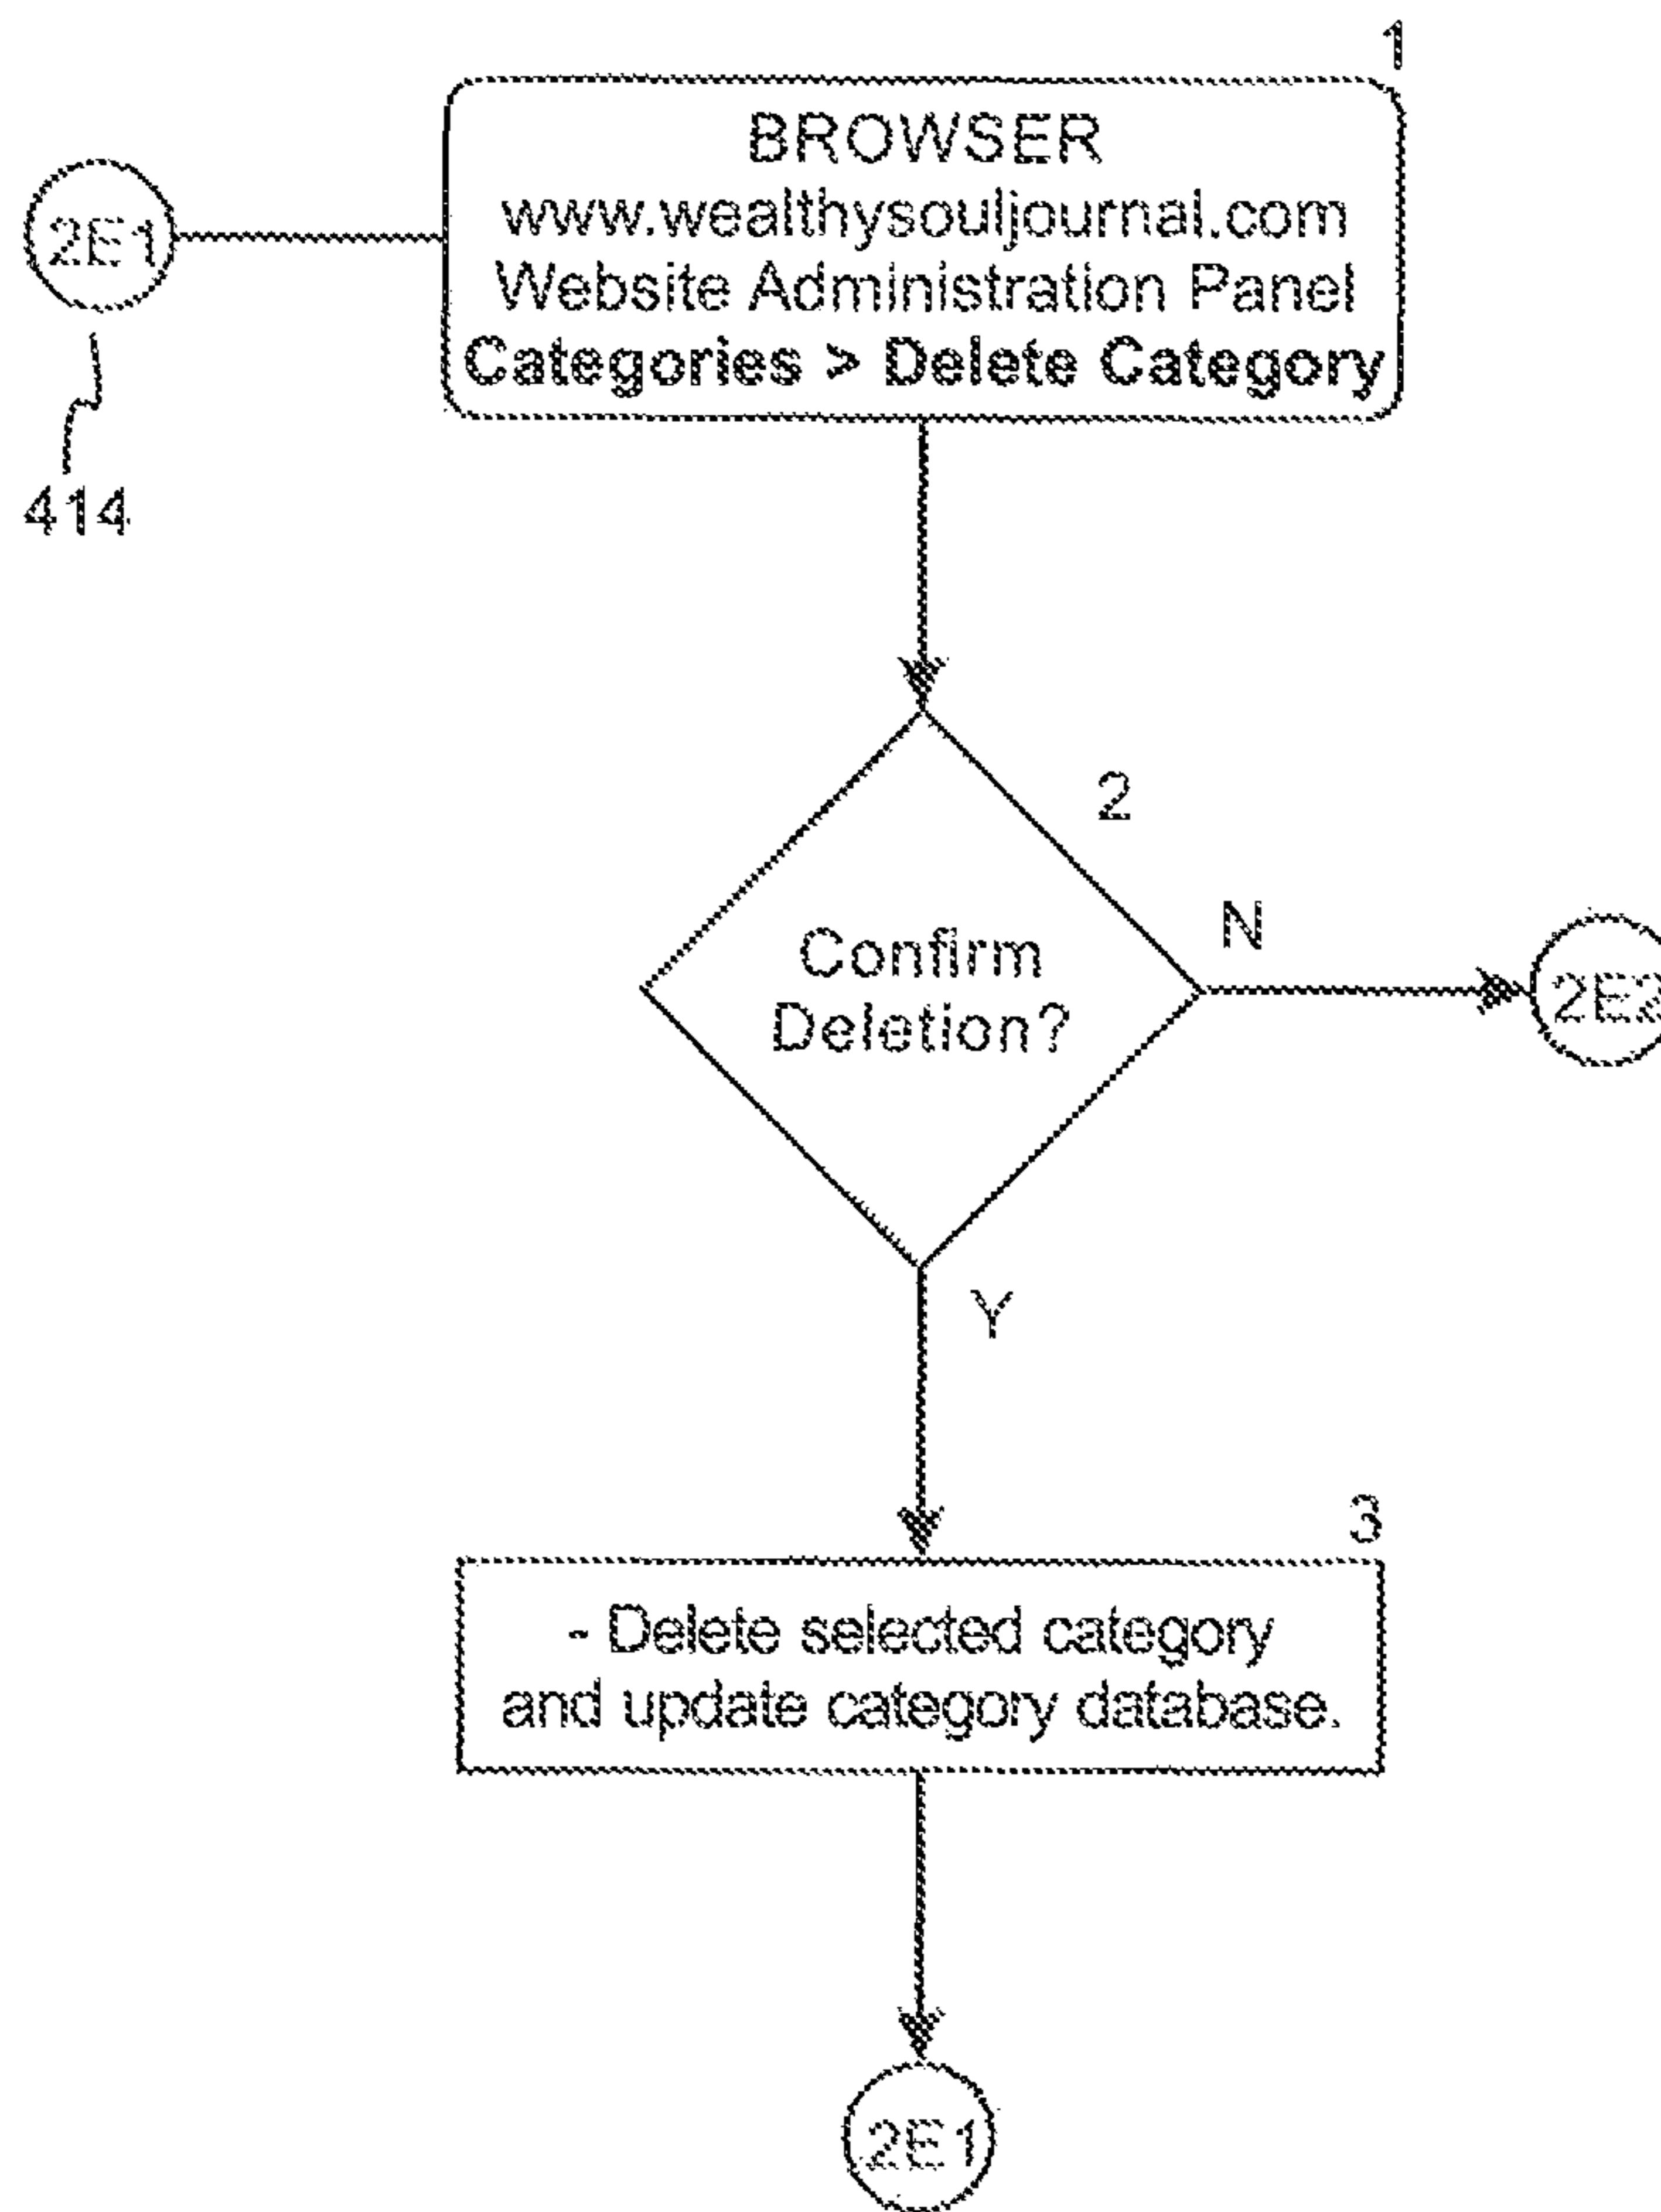 1
BROWSER
www.wealthysouljournal.com
Website Administration Panel
Categories > Delete Category
2E1
414
2
N
Confirm
Deletion?
2E2
Y
3
- Delete selected category
and update category database.
2E1